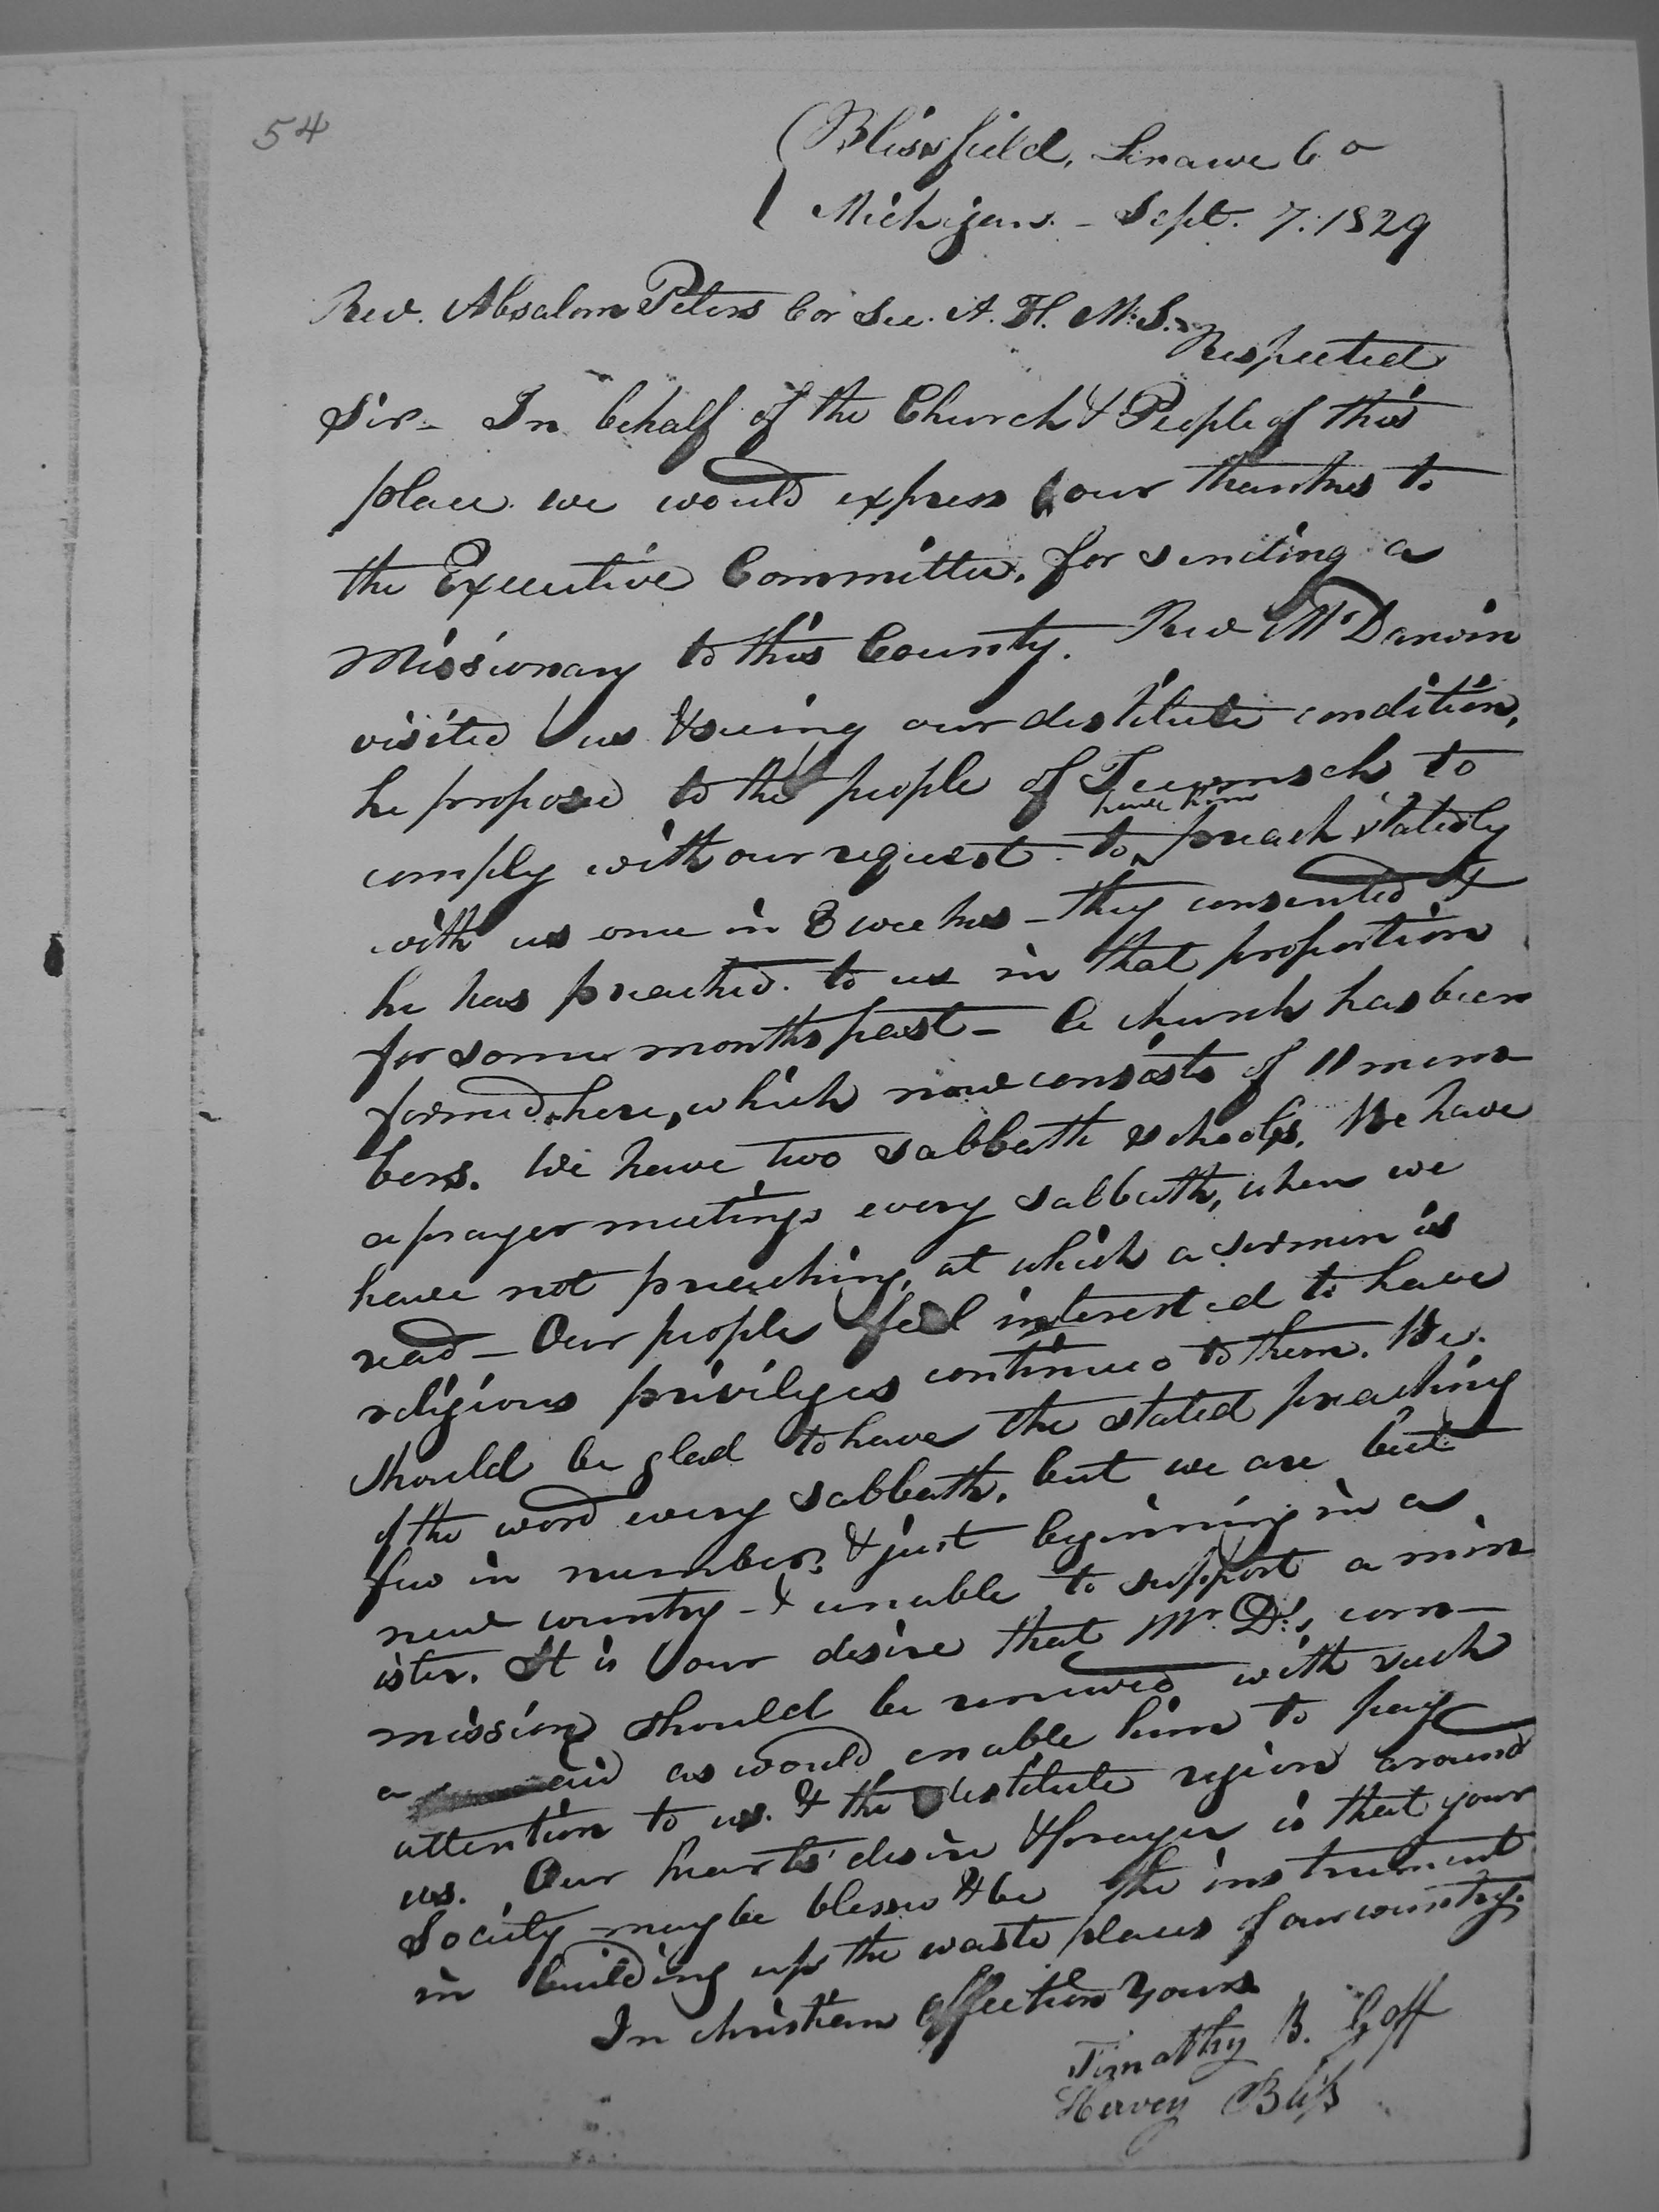 54
Blissfield, Lenawe Co
Michigan. - Sept. 7. 1829
Rev. Absalom Peters Cor Sec. A. H. M. S.
Respected
Sir - In behalf of the Church & People of this
place we would express our thanks to
the Executive Committee, for sending a
Missionary to this County. Rev Mr Darwin
visited us & seeing our destitute condition,
he proposed to the people of Tecumseh to
comply with our request - to have him preach statedly
with us once in 3 weeks - they consented &
he has preached to us in that proportion
for some months past - A church has been
formed here, which now consists of 11 mem
bers. We have two sabbath schools. We have
a prayer meeting every sabbath, when we
have not preaching, at which a sermon is
read - Our people feel interested to have
religious privileges continued to them. We
should be glad to have the stated preaching
of the word every sabbath, but we are but
few in number, & just beginning in a
new country - & unable to support a min
ister. It is our desire that Mr. D's, com-
mission should be renewed with such
a aid as would enable him to pay
attention to us. & the destitute region around
us. Our hearts' desire & prayer is that your
Society may be blessed & be the instrument
in building up the waste places of our country.
In christian affection yours
Timothy B. Goff
Hervey Bliss